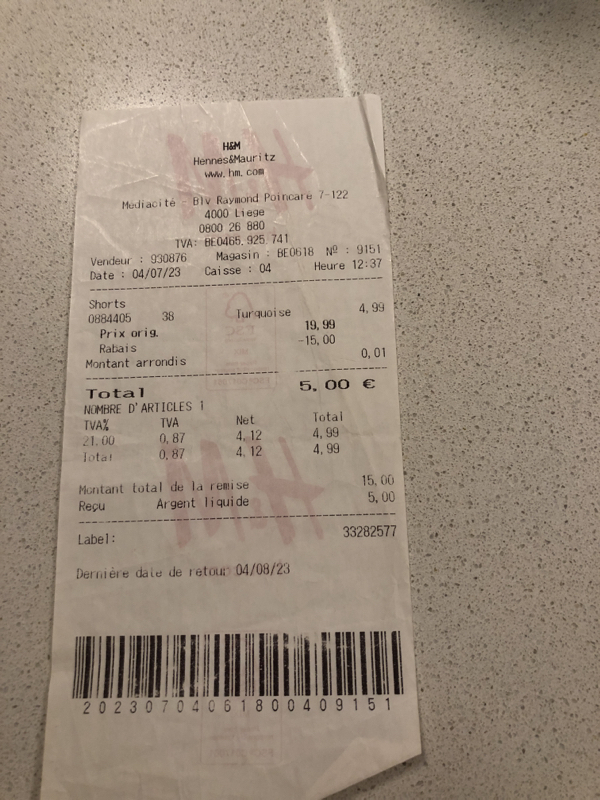 H&M
Hennes&Mauritz
www.hm.com
Médiacité - Blv Raymond Poincare 7-122
4000 Liege
0800 26 880
TVA: BE0465.925.741
Vendeur : 930876 Magasin : BE0618 Nº : 9151
Date : 04/07/23 Caisse : 04 Heure 12:37
Shorts 4,99
0884405 38 Turquoise
Prix orig. 19,99
Rabais -15,00
Montant arrondis 0,01
Total 5,00 €
NOMBRE D'ARTICLES 1
TVA% TVA Net Total
21.00 0,87 4,12 4,99
Total 0,87 4,12 4,99
Montant total de la remise 15,00
Reçu Argent liquide 5,00
Label: 33282577
Dernière date de retour 04/08/23
20230704061800409151